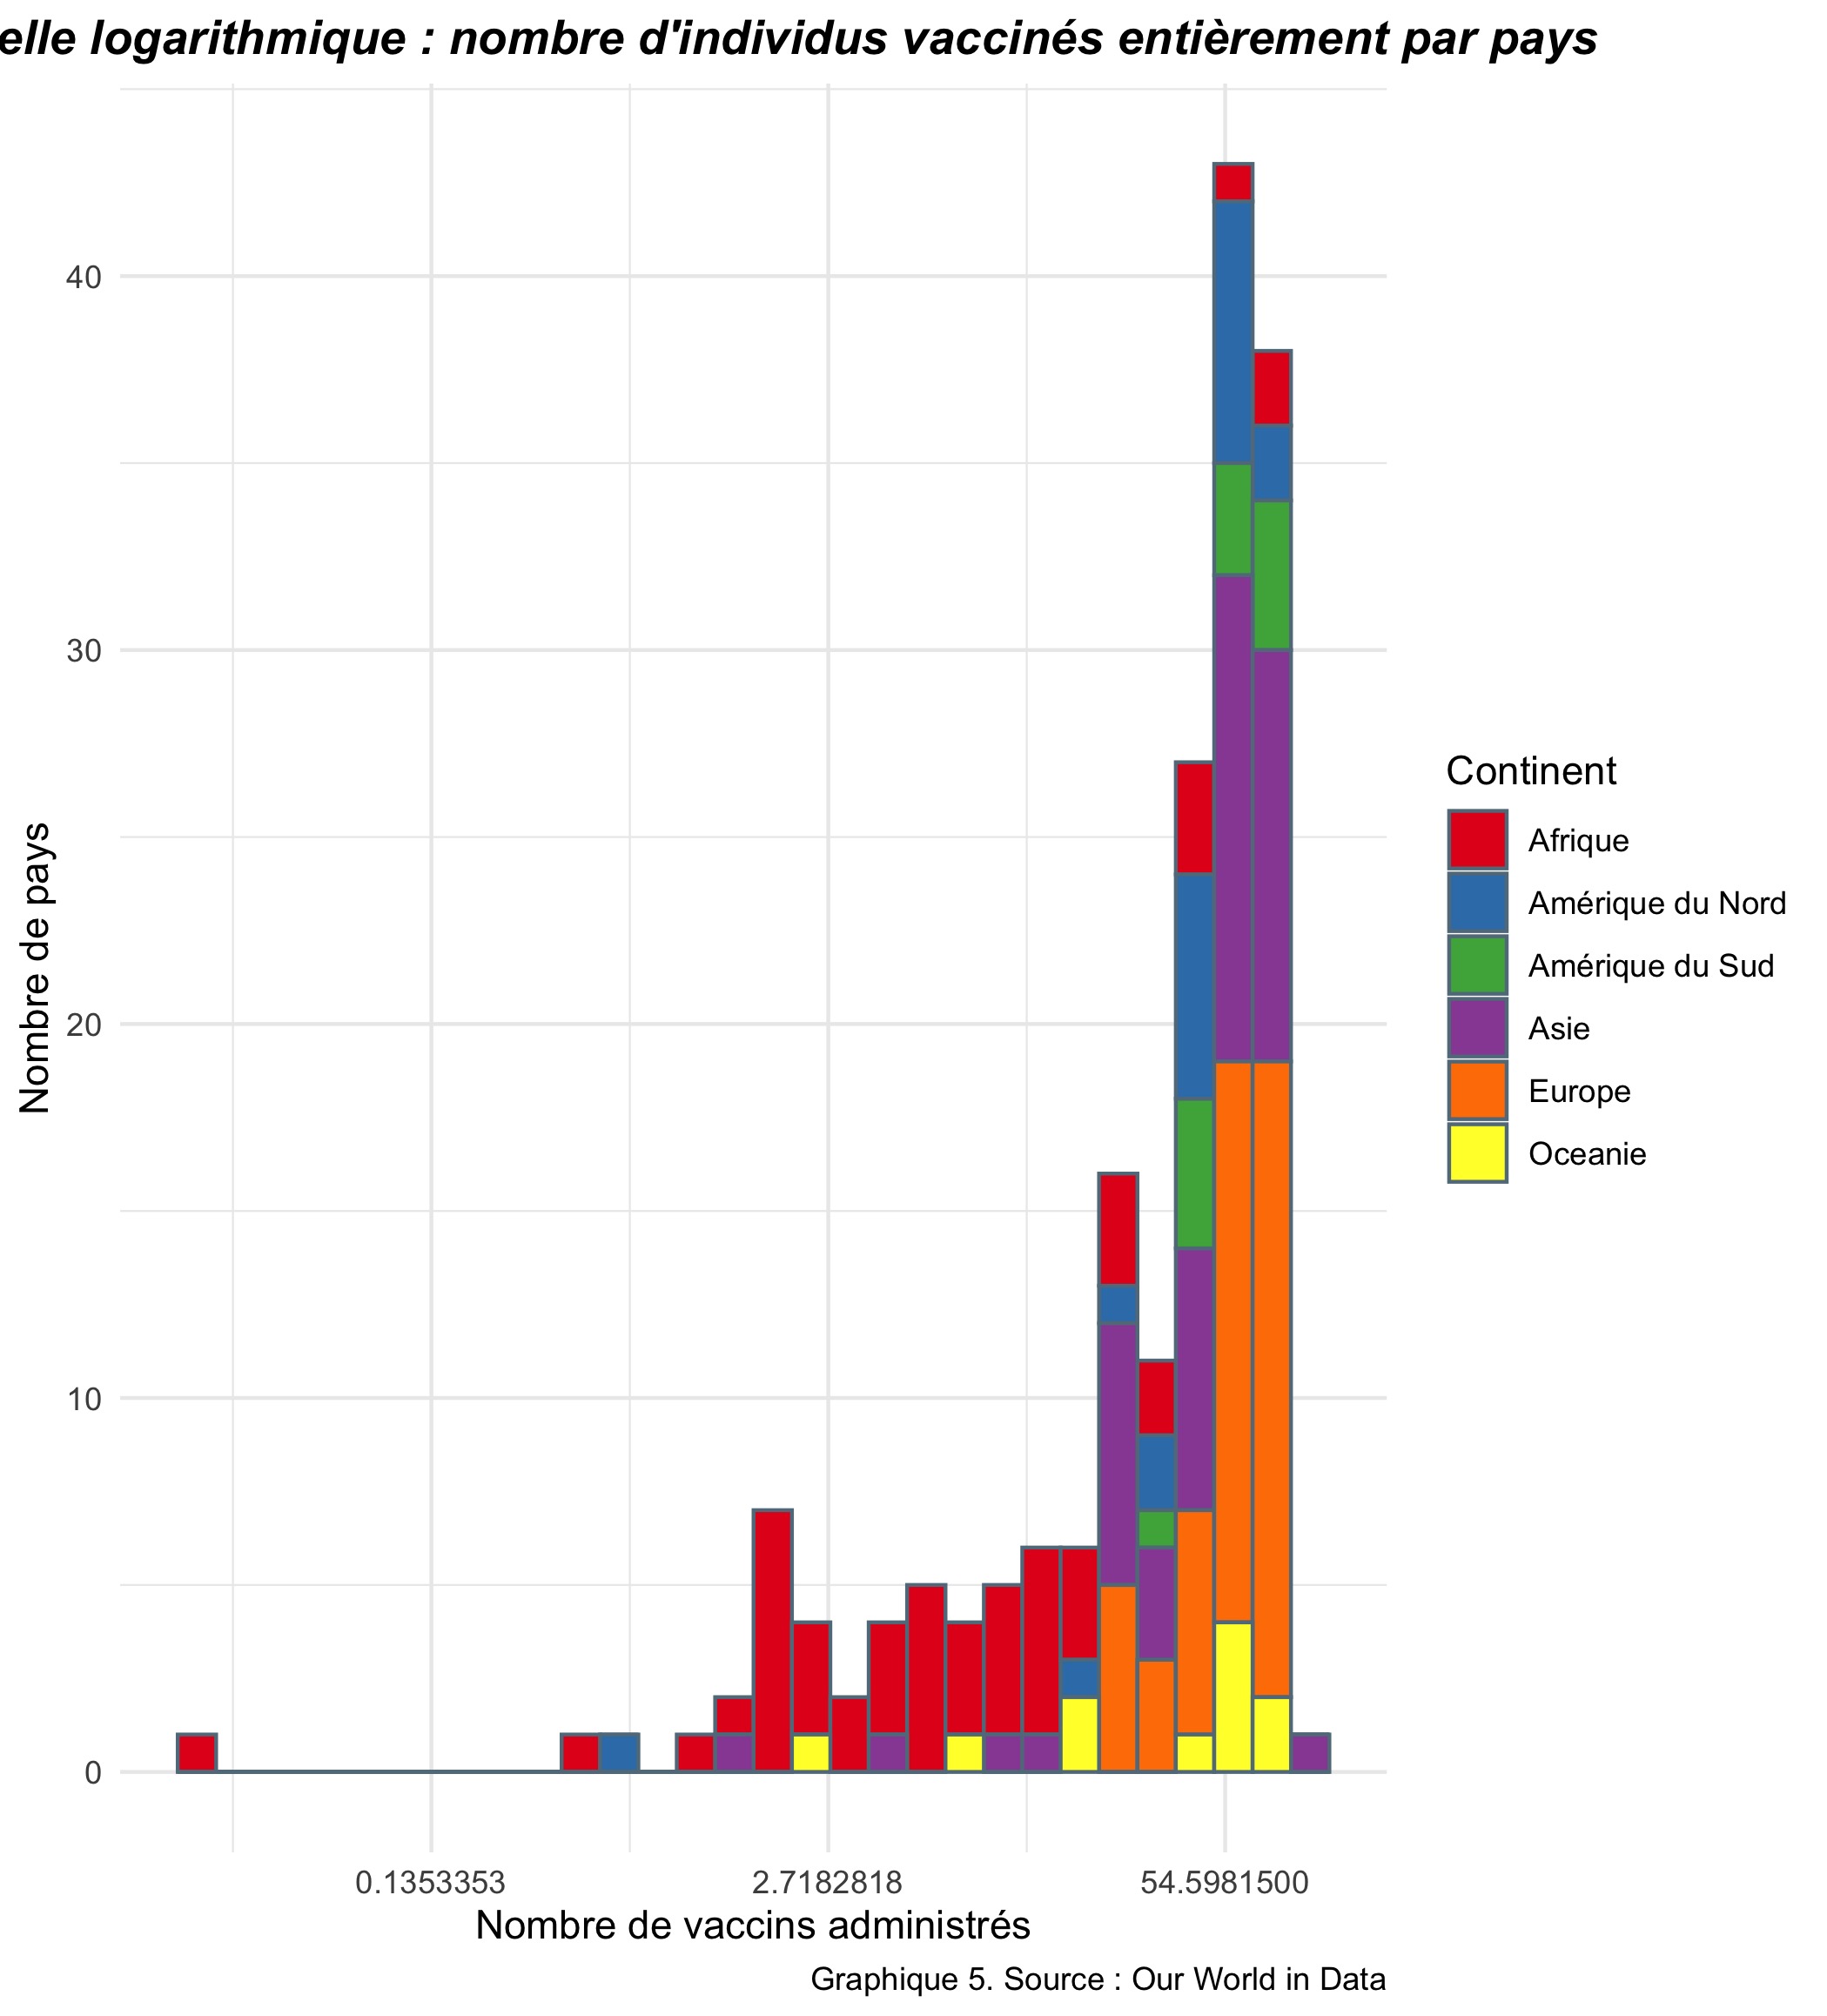 elle logarithmique : nombre d'individus vaccinés entièrement par pays
40
30
20
10
0
Nombre de pays
0.1353353 2.7182818 54.5981500
Nombre de vaccins administrés
Continent
Afrique
Amérique du Nord
Amérique du Sud
Asie
Europe
Oceanie
Graphique 5. Source : Our World in Data